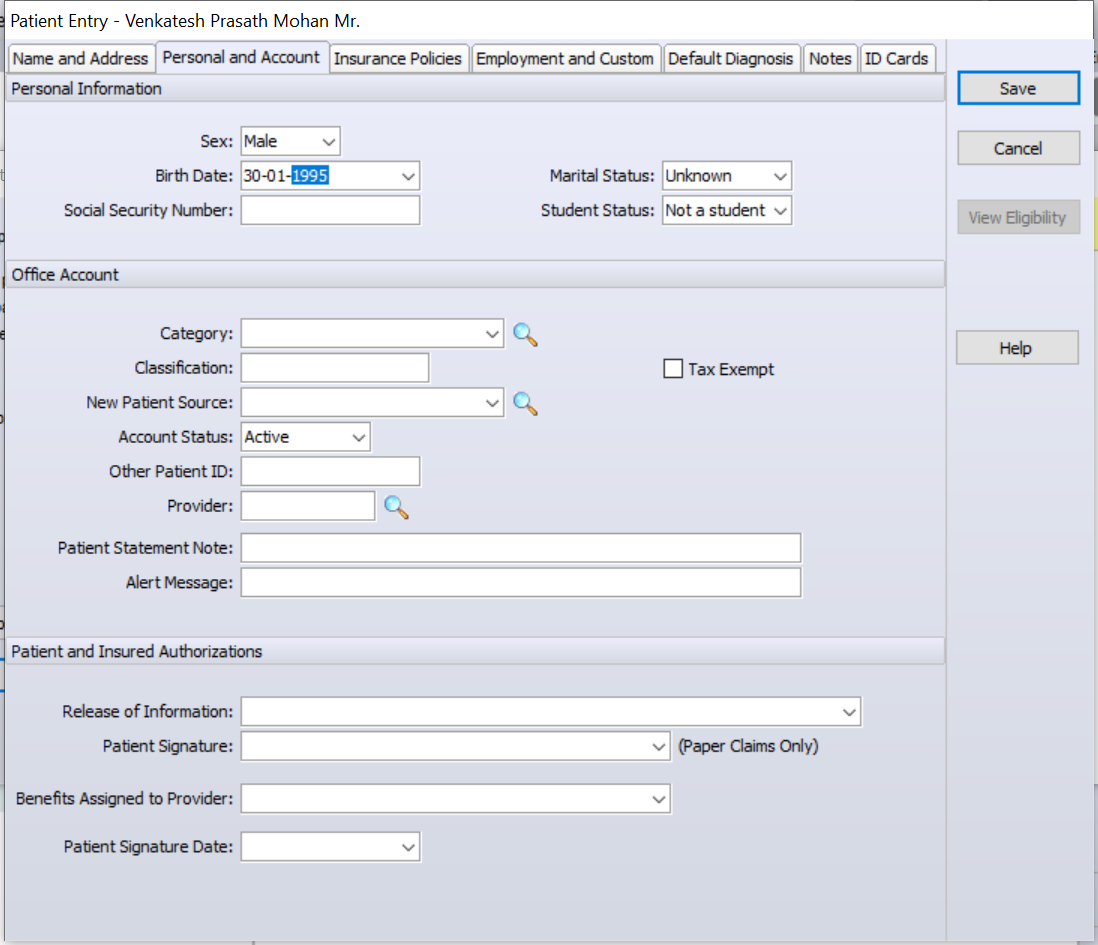 Patient Entry - Venkatesh Prasath Mohan Mr.
Name and Address Personal and Account Insurance Policies Employment and Custom Default Diagnosis Notes ID Cards
Personal Information
Save
Sex: Male
Cancel
Birth Date: 30-01-1995 Marital Status: Unknown
Social Security Number: Student Status: Not a student
View Eligibility
Office Account
Category:
Help
Classification: Tax Exempt
New Patient Source:
Account Status: Active
Other Patient ID:
Provider:
Patient Statement Note:
Alert Message:
Patient and Insured Authorizations
Release of Information:
Patient Signature: (Paper Claims Only)
Benefits Assigned to Provider:
Patient Signature Date: